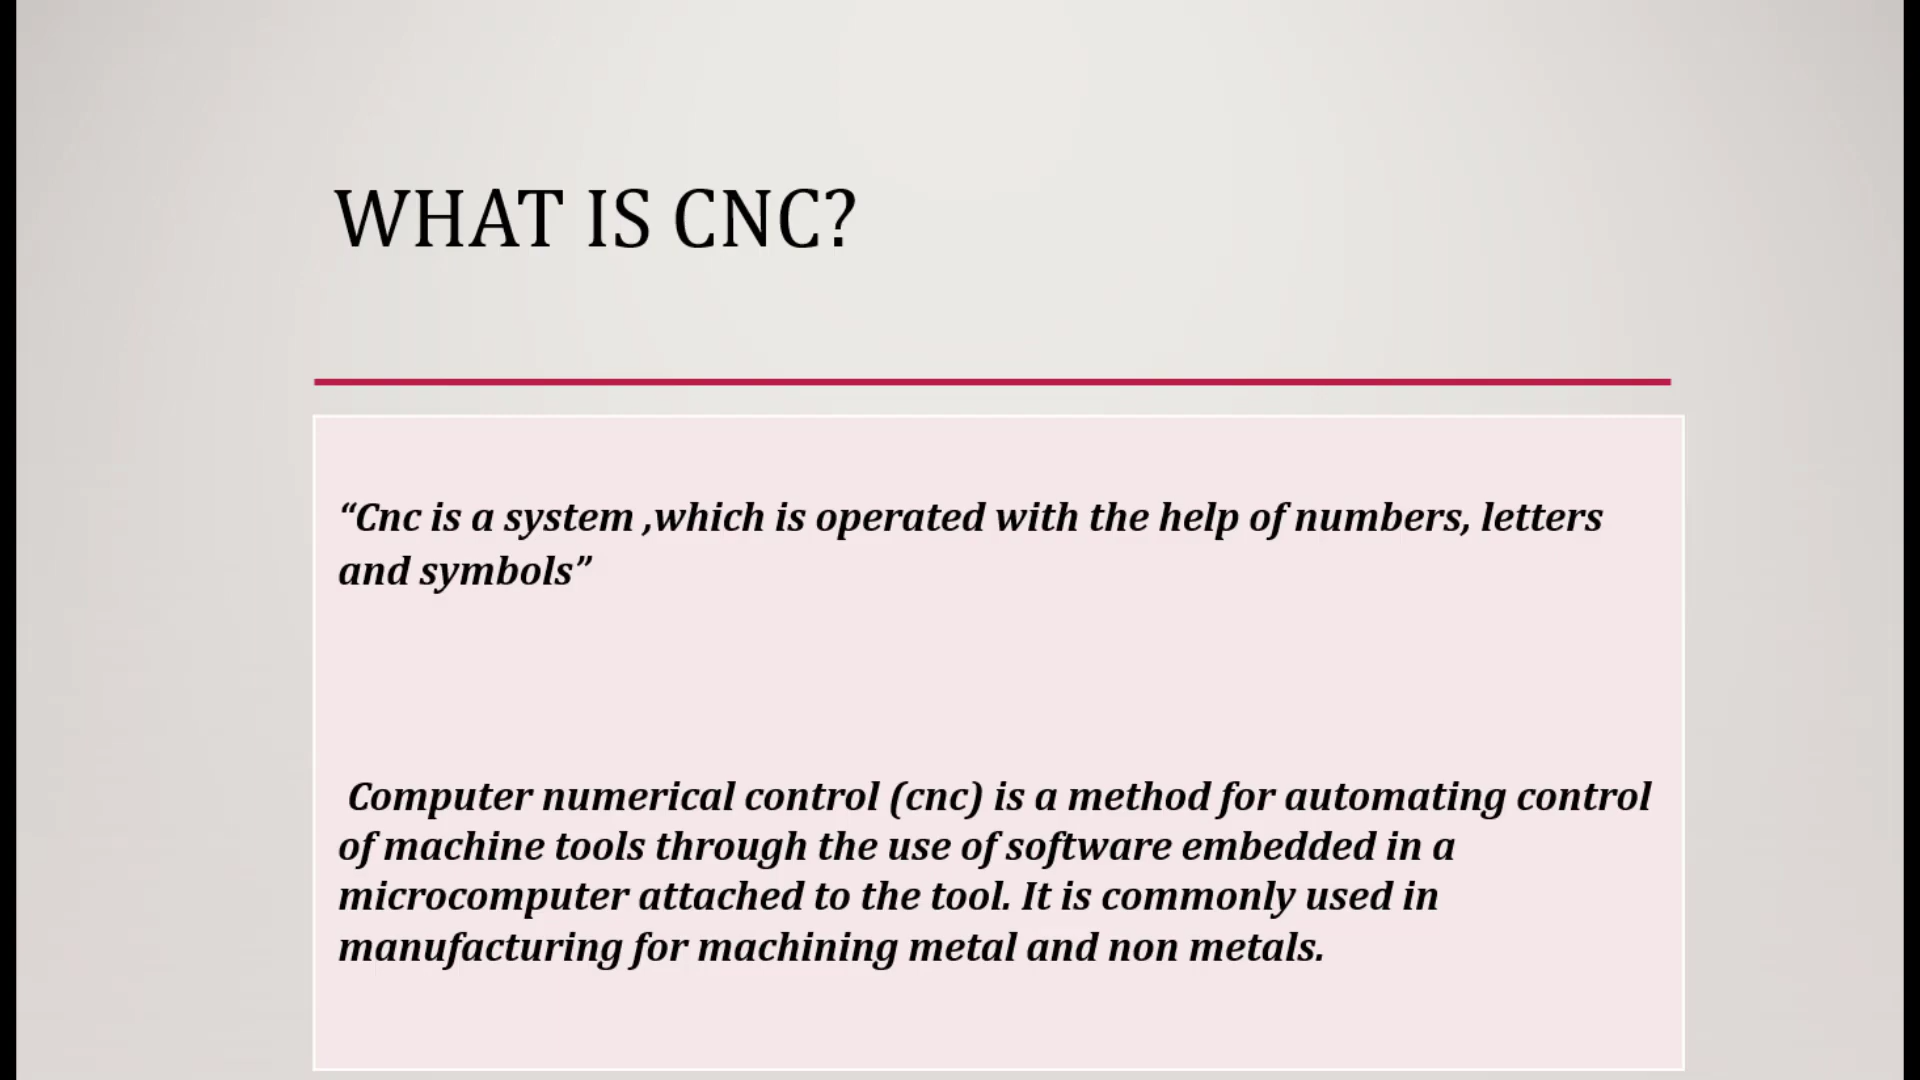 WHAT IS CNC?
“Cnc is a system ,which is operated with the help of numbers, letters
and symbols”
Computer numerical control (cnc) is a method for automating control
of machine tools through the use of software embedded in a
microcomputer attached to the tool. It is commonly used in
manufacturing for machining metal and non metals.